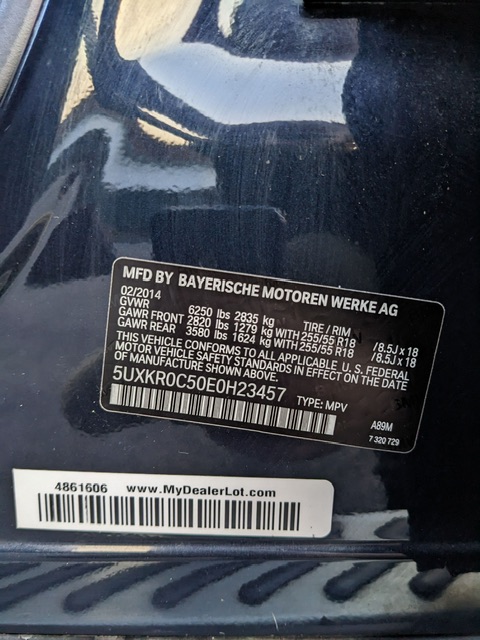 MFD BY BAYERISCHE MOTOREN WERKE AG
02/2014
GVWR 6250 lbs 2835 kg TIRE / RIM
GAWR FRONT 2820 lbs 1279 kg WITH 255/55 R18 /8.5J x 18
GAWR REAR 3580 lbs 1624 kg WITH 255/55 R18 /8.5J x 18
THIS VEHICLE CONFORMS TO ALL APPLICABLE U.S. FEDERAL
MOTOR VEHICLE SAFETY STANDARDS IN EFFECT ON THE DATE
OF MANUFACTURE SHOWN ABOVE.
5UXKR0C50E0H23457 TYPE: MPV
A89M
7 320 729
4861606 www.MyDealerLot.com